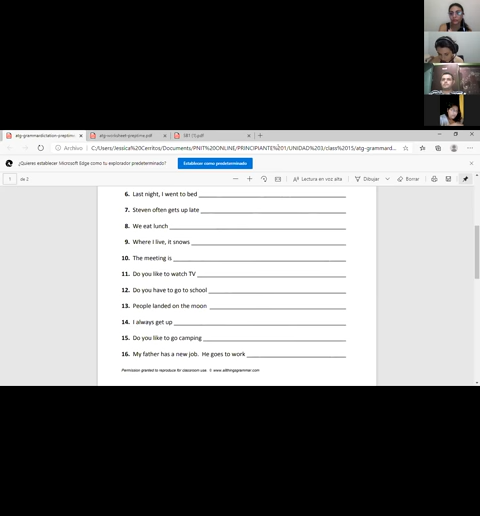 atg-grammardictation-preptime
atg-worksheet-preptime.pdf
SB1 (1).pdf
Archivo
C:/Users/Jessica%20Cerritos/Documents/PNIT%20ONLINE/PRINCIPIANTES%201/UNIDAD%203/class%2015/atg-grammard...
¿Quieres establecer Microsoft Edge como tu explorador predeterminado?
Establecer como predeterminado
1 de 2
Lectura en voz alta
Dibujar
Borrar
6. Last night, I went to bed
7. Steven often gets up late
8. We eat lunch
9. Where I live, it snows
10. The meeting is
11. Do you like to watch TV
12. Do you have to go to school
13. People landed on the moon
14. I always get up
15. Do you like to go camping
16. My father has a new job. He goes to work
Permission granted to reproduce for classroom use. © www.allthingsgrammar.com